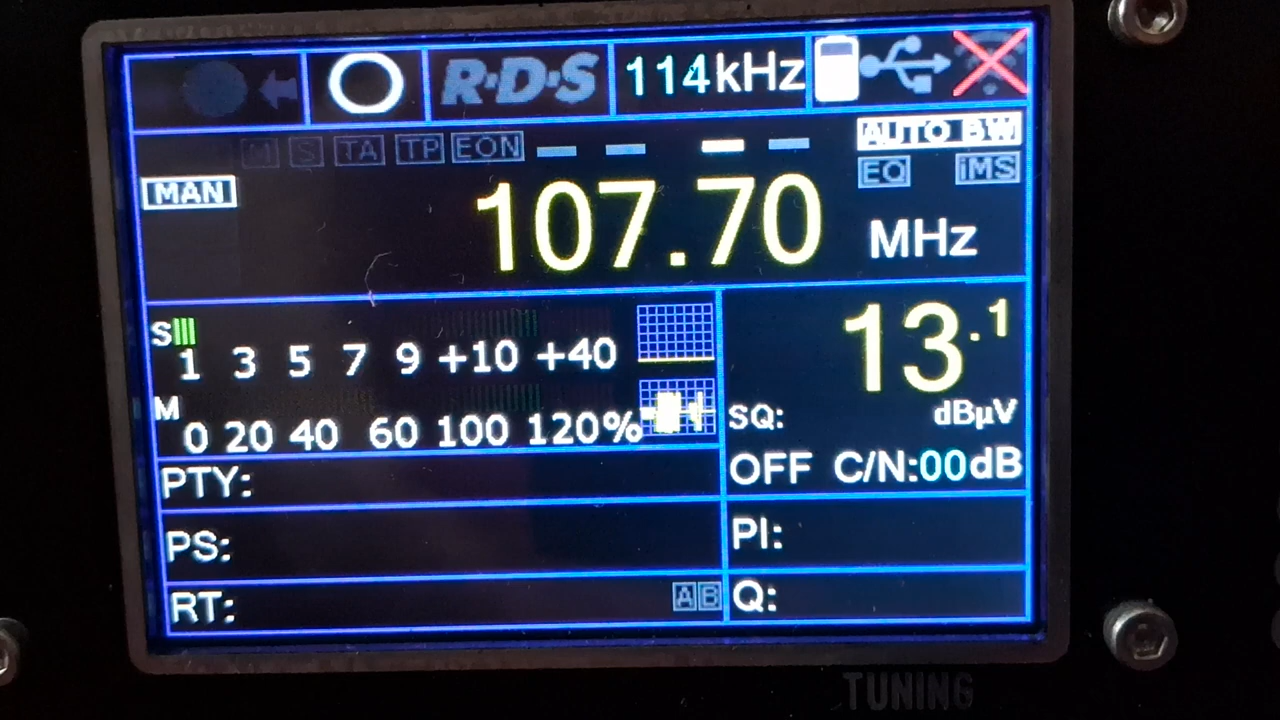 R·D·S 114kHz
M S TA TP EON AUTO BW
EQ iMS
MAN
107.70 MHz
S
1 3 5 7 9 +10 +40
M
0 20 40 60 100 120%
13.1
SQ: dBµV
OFF C/N:00dB
PTY:
PS: PI:
RT: A B Q:
TUNING